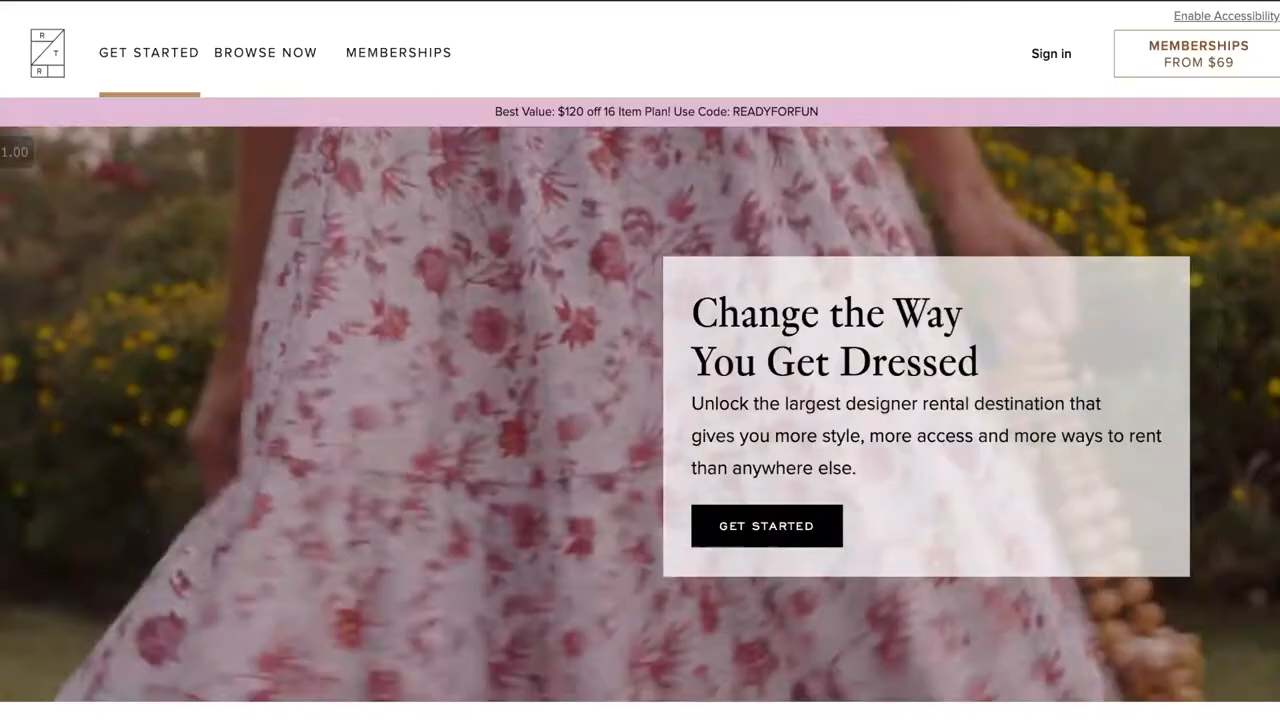 Enable Accessibility
R
T
R
GET STARTED BROWSE NOW MEMBERSHIPS
Sign in
MEMBERSHIPS
FROM $69
Best Value: $120 off 16 Item Plan! Use Code: READYFORFUN
1.00
Change the Way
You Get Dressed
Unlock the largest designer rental destination that
gives you more style, more access and more ways to rent
than anywhere else.
GET STARTED